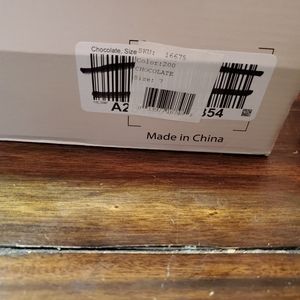 Chocolate, Size
SKU: 16675
Color:200
CHOCOLATE
Size: 7
A2
354
Made in China